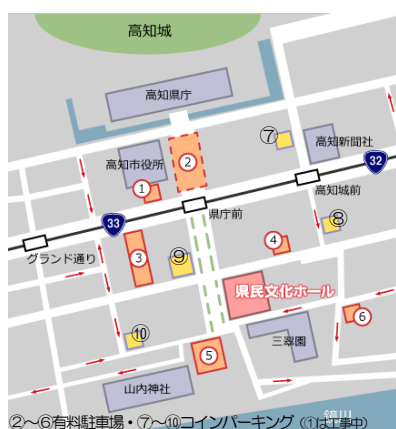 高知城
高知県庁
⑦
高知新聞社
高知市役所
②
①
32
高知城前
県庁前
33
⑧
グランド通り
③
④
⑨
県民文化ホール
⑥
⑩
三翠園
⑤
山内神社
鏡川
②～⑥有料駐車場・⑦～⑩コインパーキング（①は工事中）